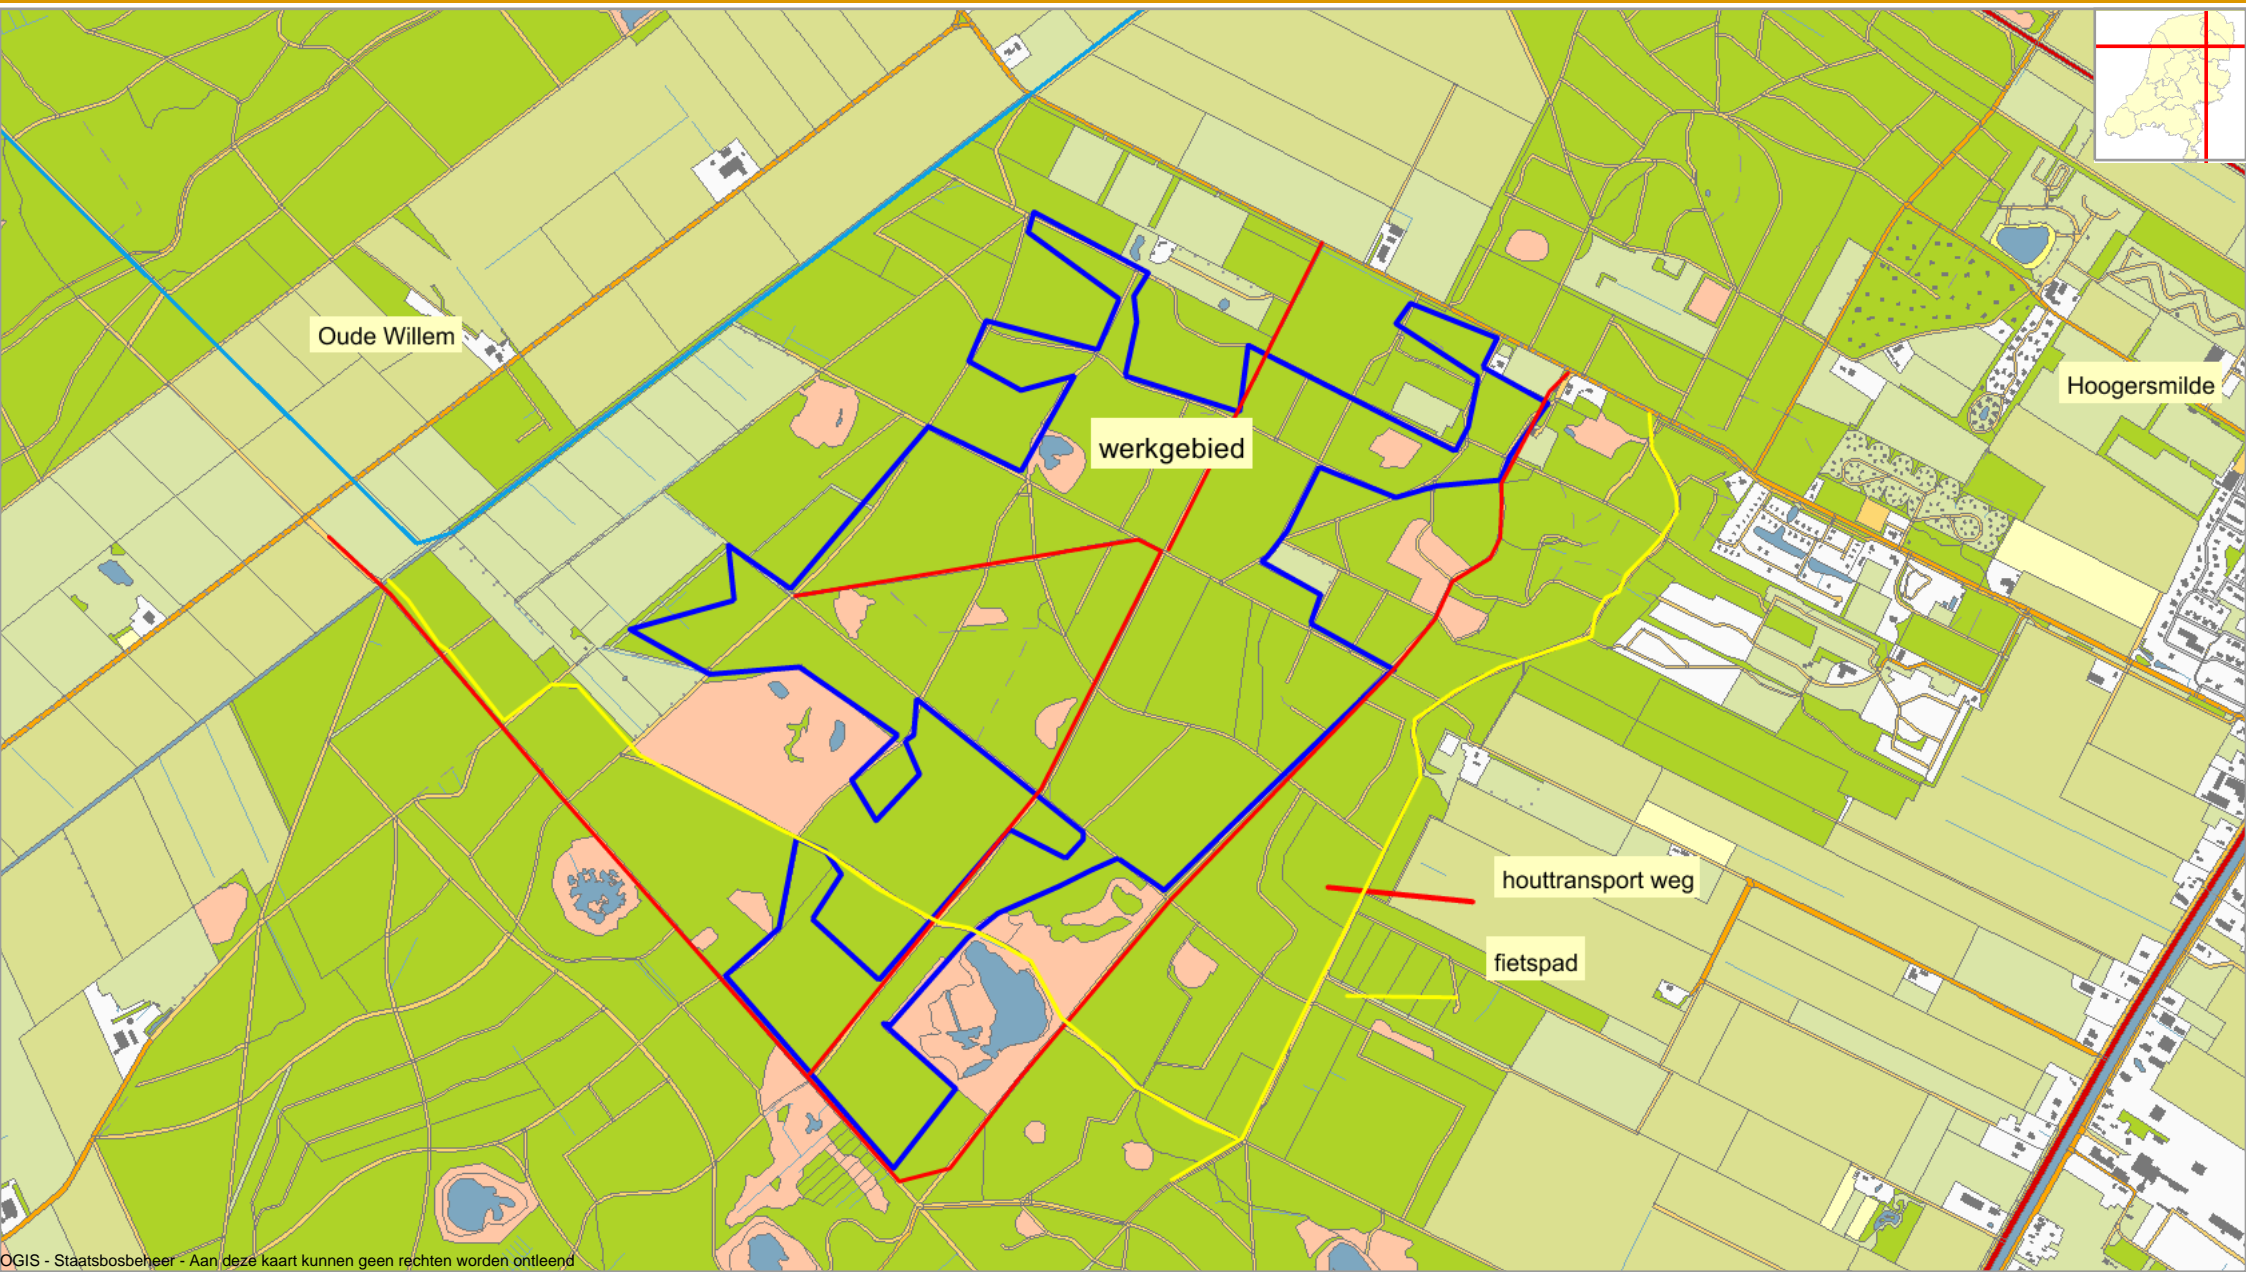 Oude Willem
Hoogersmilde
werkgebied
houttransport weg
fietspad
OGIS - Staatsbosbeheer - Aan deze kaart kunnen geen rechten worden ontleend